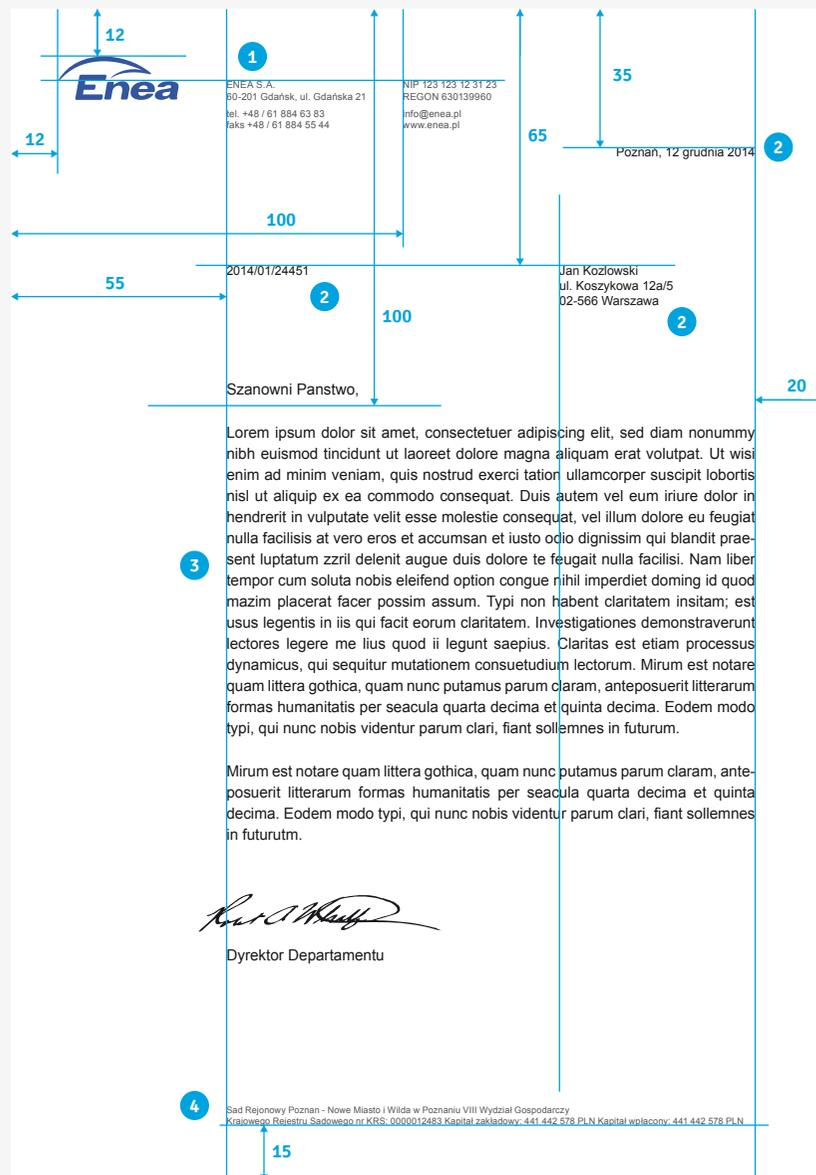 12
1
Enea
ENEA S.A.
60-201 Gdańsk, ul. Gdańska 21
tel. +48 / 61 884 63 83
faks +48 / 61 884 55 44
NIP 123 123 12 31 23
REGON 630139960
info@enea.pl
www.enea.pl
35
12
65
Poznań, 12 grudnia 2014
2
100
2014/01/24451
Jan Kozlowski
ul. Koszykowa 12a/5
02-566 Warszawa
55
2
100
2
20
Szanowni Panstwo,
Lorem ipsum dolor sit amet, consectetuer adipiscing elit, sed diam nonummy
nibh euismod tincidunt ut laoreet dolore magna aliquam erat volutpat. Ut wisi
enim ad minim veniam, quis nostrud exerci tation ullamcorper suscipit lobortis
nisl ut aliquip ex ea commodo consequat. Duis autem vel eum iriure dolor in
hendrerit in vulputate velit esse molestie consequat, vel illum dolore eu feugiat
nulla facilisis at vero eros et accumsan et iusto odio dignissim qui blandit prae-
sent luptatum zzril delenit augue duis dolore te feugait nulla facilisi. Nam liber
tempor cum soluta nobis eleifend option congue nihil imperdiet doming id quod
mazim placerat facer possim assum. Typi non habent claritatem insitam; est
usus legentis in iis qui facit eorum claritatem. Investigationes demonstraverunt
lectores legere me lius quod ii legunt saepius. Claritas est etiam processus
dynamicus, qui sequitur mutationem consuetudium lectorum. Mirum est notare
quam littera gothica, quam nunc putamus parum claram, anteposuerit litterarum
formas humanitatis per seacula quarta decima et quinta decima. Eodem modo
typi, qui nunc nobis videntur parum clari, fiant sollemnes in futurum.
3
Mirum est notare quam littera gothica, quam nunc putamus parum claram, ante-
posuerit litterarum formas humanitatis per seacula quarta decima et quinta
decima. Eodem modo typi, qui nunc nobis videntur parum clari, fiant sollemnes
in futurutm.
Dyrektor Departamentu
4
Sad Rejonowy Poznan - Nowe Miasto i Wilda w Poznaniu VIII Wydział Gospodarczy
Krajowego Rejestru Sadowego nr KRS: 0000012483 Kapitał zakładowy: 441 442 578 PLN Kapitał wpłacony: 441 442 578 PLN
15